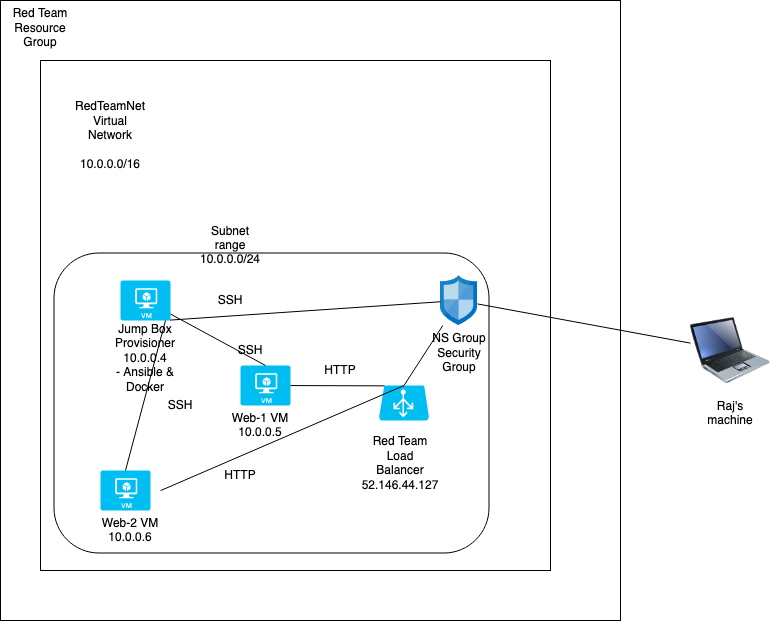 Red Team
Resource
Group
RedTeamNet
Virtual
Network
10.0.0.0/16
Subnet
range
10.0.0.0/24
SSH
VM
Jump Box
Provisioner
10.0.0.4
- Ansible &
Docker
SSH
NS Group
Security
Group
HTTP
VM
Web-1 VM
10.0.0.5
SSH
Red Team
Load
Balancer
52.146.44.127
HTTP
VM
Web-2 VM
10.0.0.6
Raj's
machine